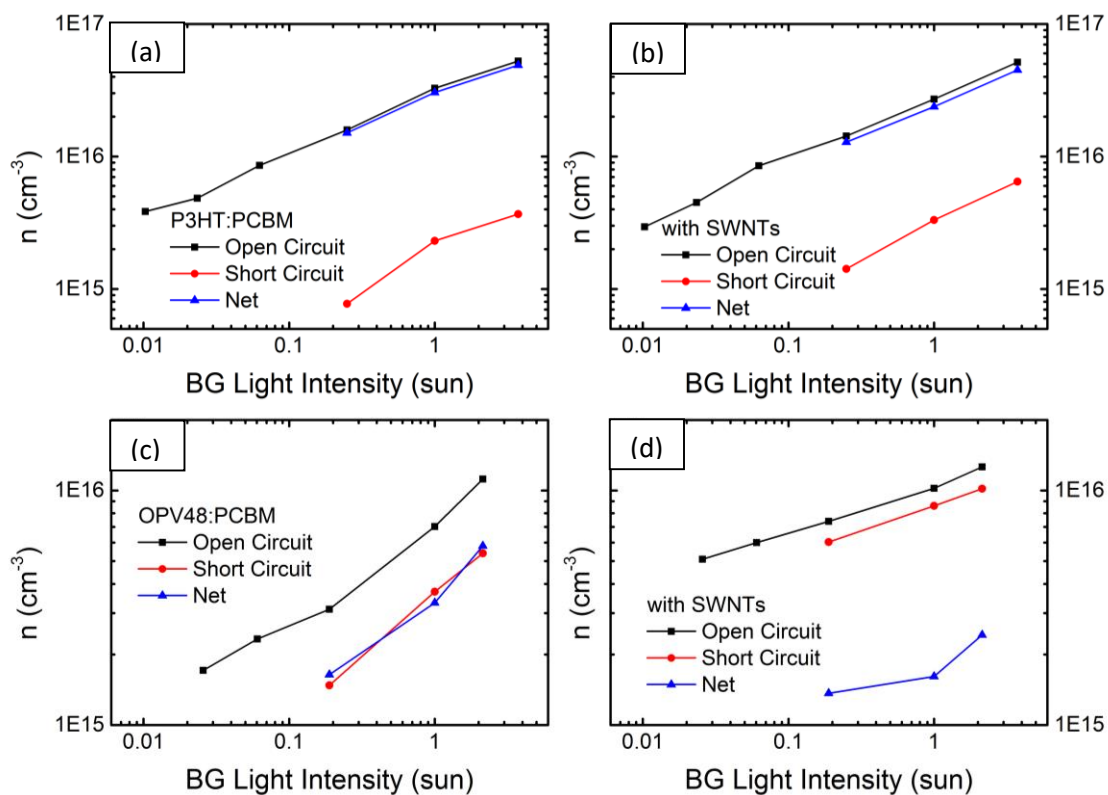 (a)
1E17
1E16
1E15
n (cm-3)
P3HT:PCBM
Open Circuit
Short Circuit
Net
0.01
0.1
1
BG Light Intensity (sun)
(b)
1E17
1E16
1E15
n (cm-3)
with SWNTs
Open Circuit
Short Circuit
Net
0.01
0.1
1
BG Light Intensity (sun)
(c)
1E16
1E15
n (cm-3)
OPV48:PCBM
Open Circuit
Short Circuit
Net
0.01
0.1
1
BG Light Intensity (sun)
(d)
1E16
1E15
n (cm-3)
with SWNTs
Open Circuit
Short Circuit
Net
0.01
0.1
1
BG Light Intensity (sun)